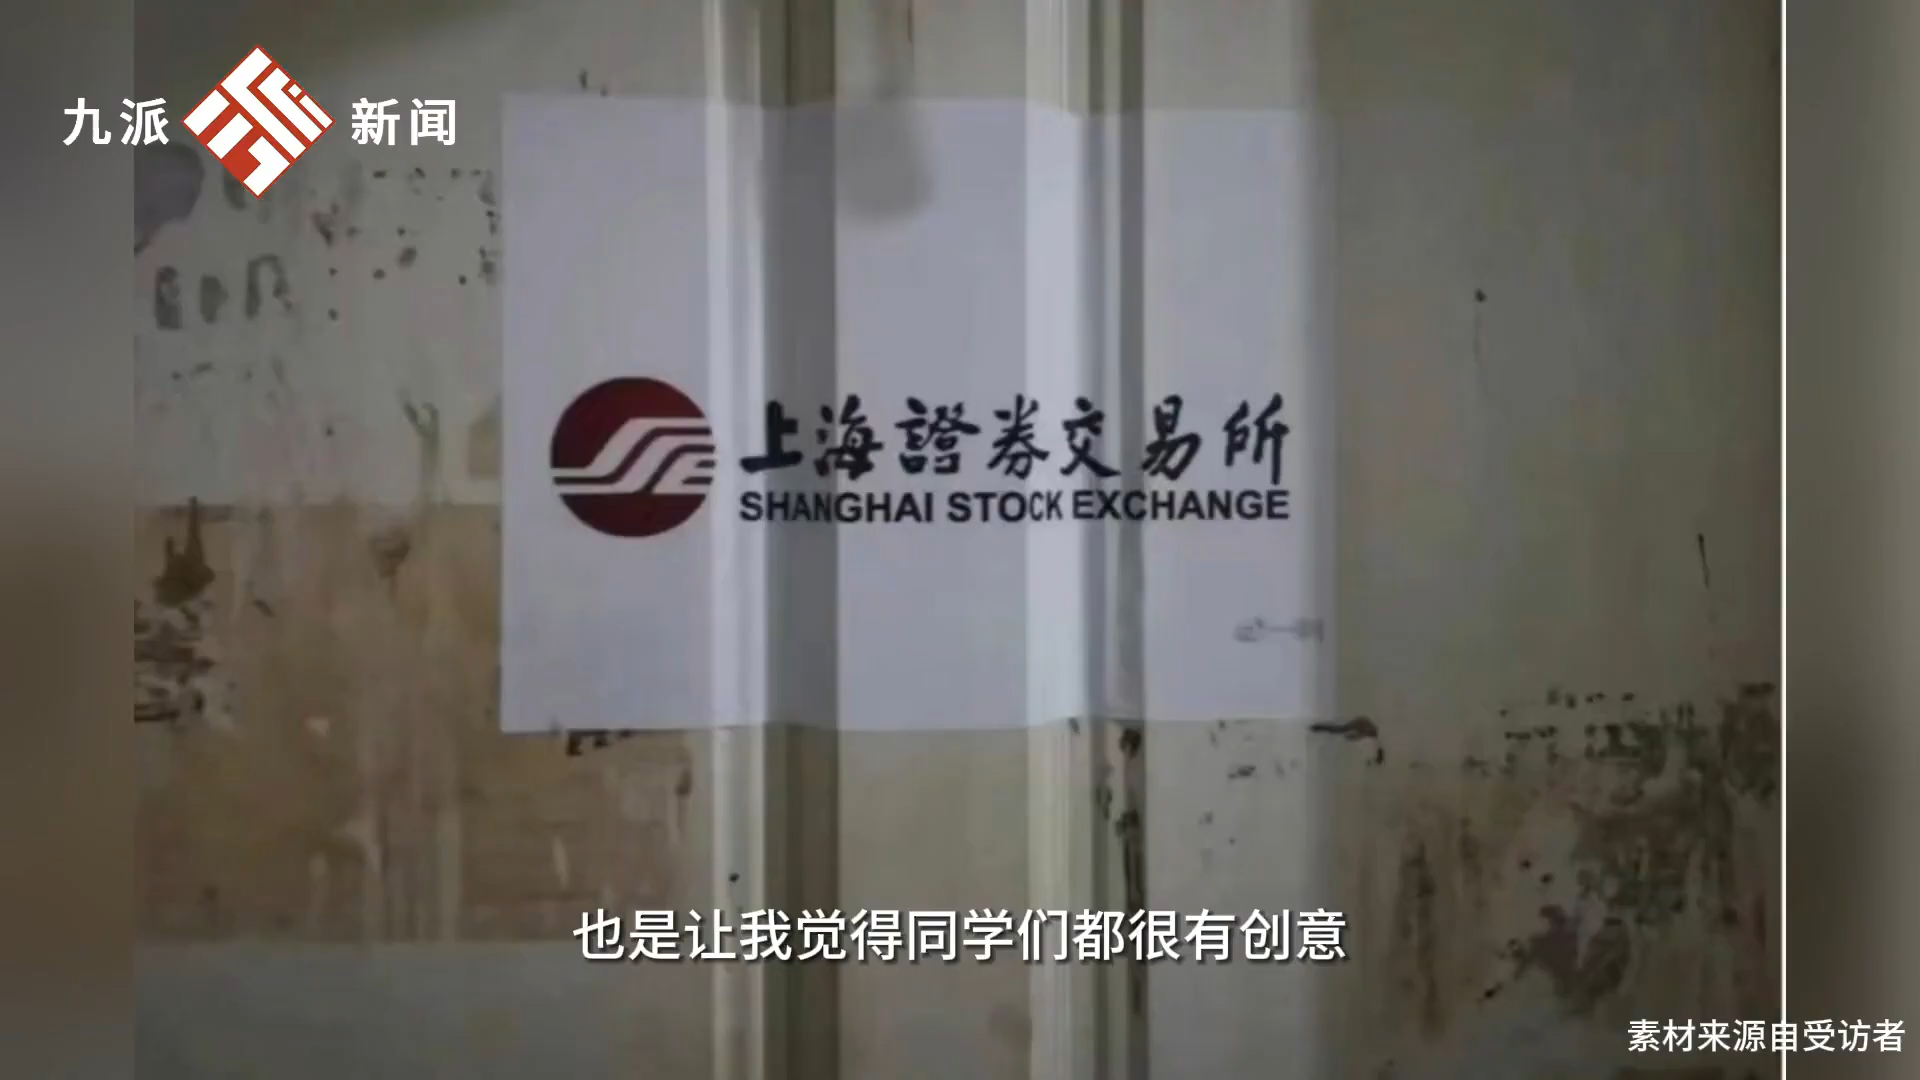 九派 新闻
上海證券交易所
SHANGHAI STOCK EXCHANGE
也是让我觉得同学们都很有创意
素材来源自受访者